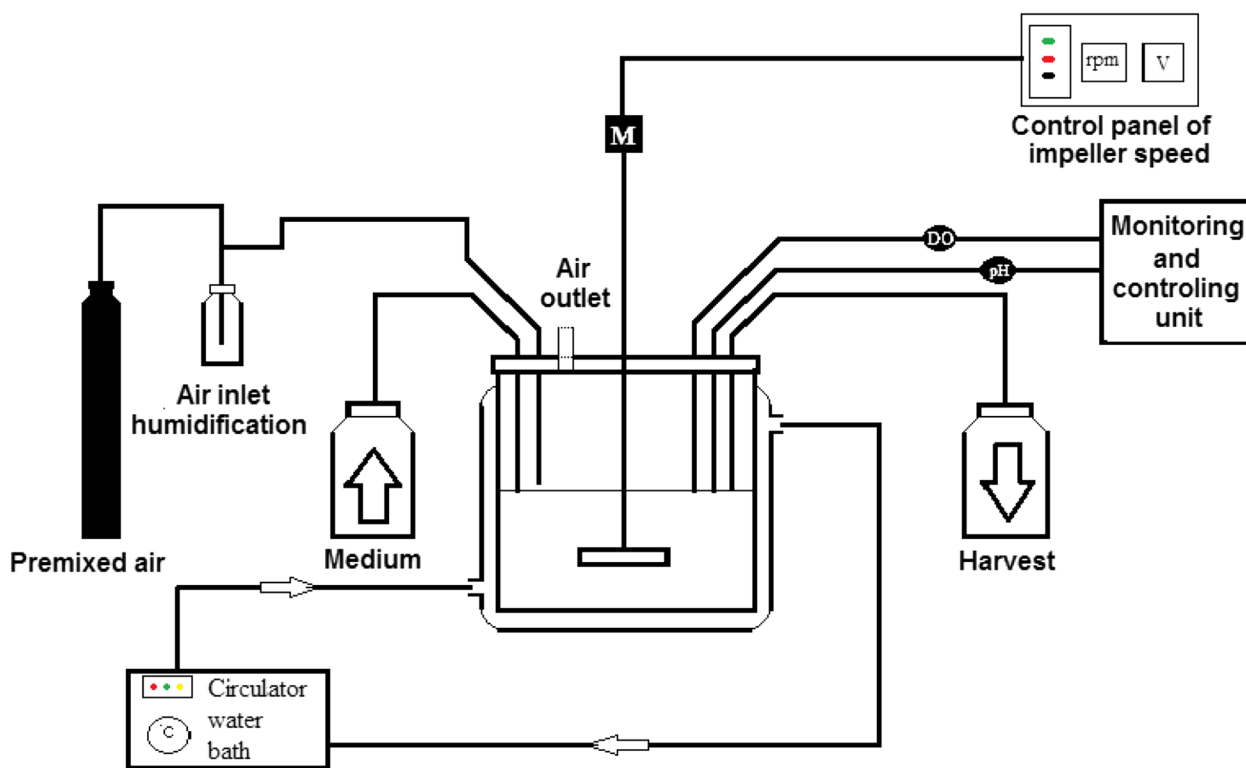 rpm
V
Control panel of
impeller speed
M
DO
pH
Monitoring
and
controling
unit
Air
outlet
Air inlet
humidification
Premixed air
Medium
Harvest
Circulator
°C
water
bath